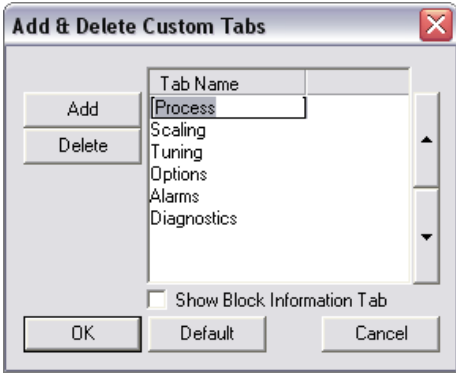 Add & Delete Custom Tabs
Tab Name
Add
Delete
Process
Scaling
Tuning
Options
Alarms
Diagnostics
Show Block Information Tab
OK
Default
Cancel